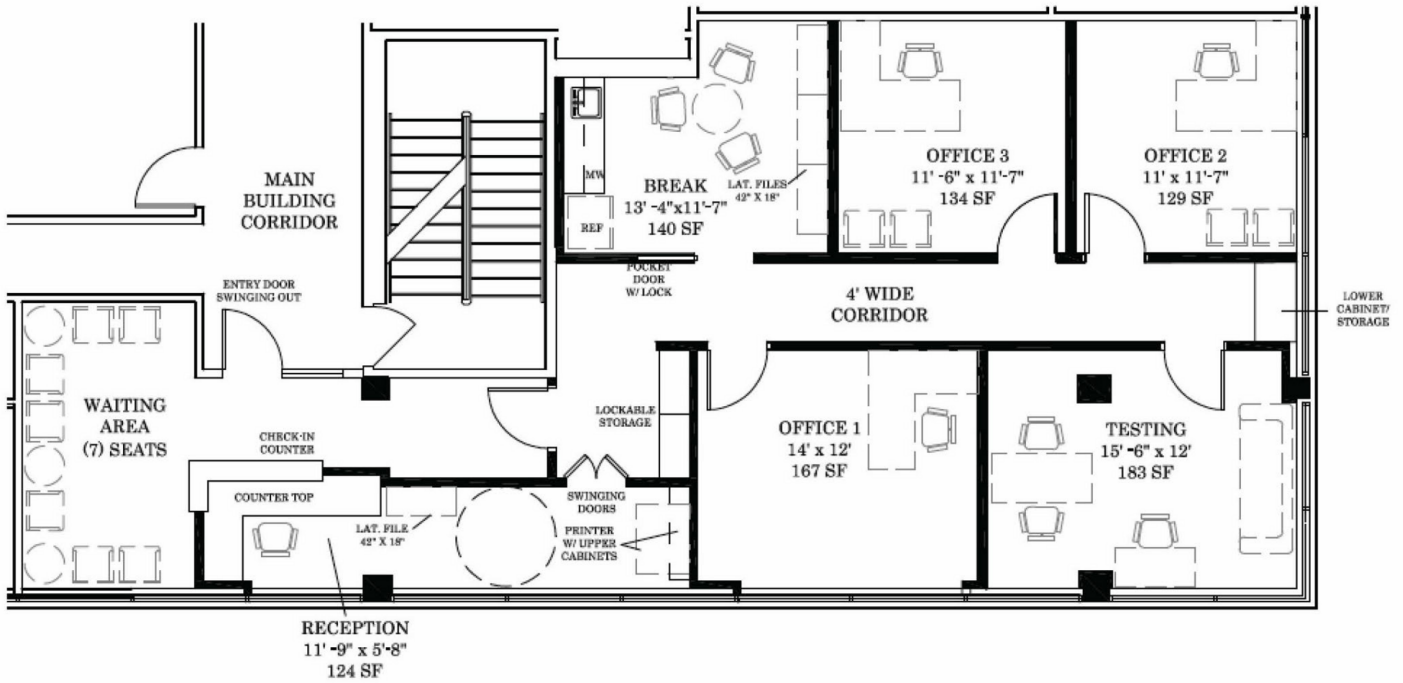 MAIN
BUILDING
CORRIDOR
ENTRY DOOR
SWINGING OUT
MW
REF
BREAK
13' -4"x11'-7"
140 SF
LAT. FILES
42" X 18"
OFFICE 3
11' -6" x 11'-7"
134 SF
OFFICE 2
11' x 11'-7"
129 SF
POCKET
DOOR
W/ LOCK
4' WIDE
CORRIDOR
LOWER
CABINET/
STORAGE
WAITING
AREA
(7) SEATS
CHECK-IN
COUNTER
COUNTER TOP
LOCKABLE
STORAGE
OFFICE 1
14' x 12'
167 SF
TESTING
15' -6" x 12'
183 SF
LAT. FILE
42" X 18"
SWINGING
DOORS
PRINTER
W/ UPPER
CABINETS
RECEPTION
11' -9" x 5'-8"
124 SF